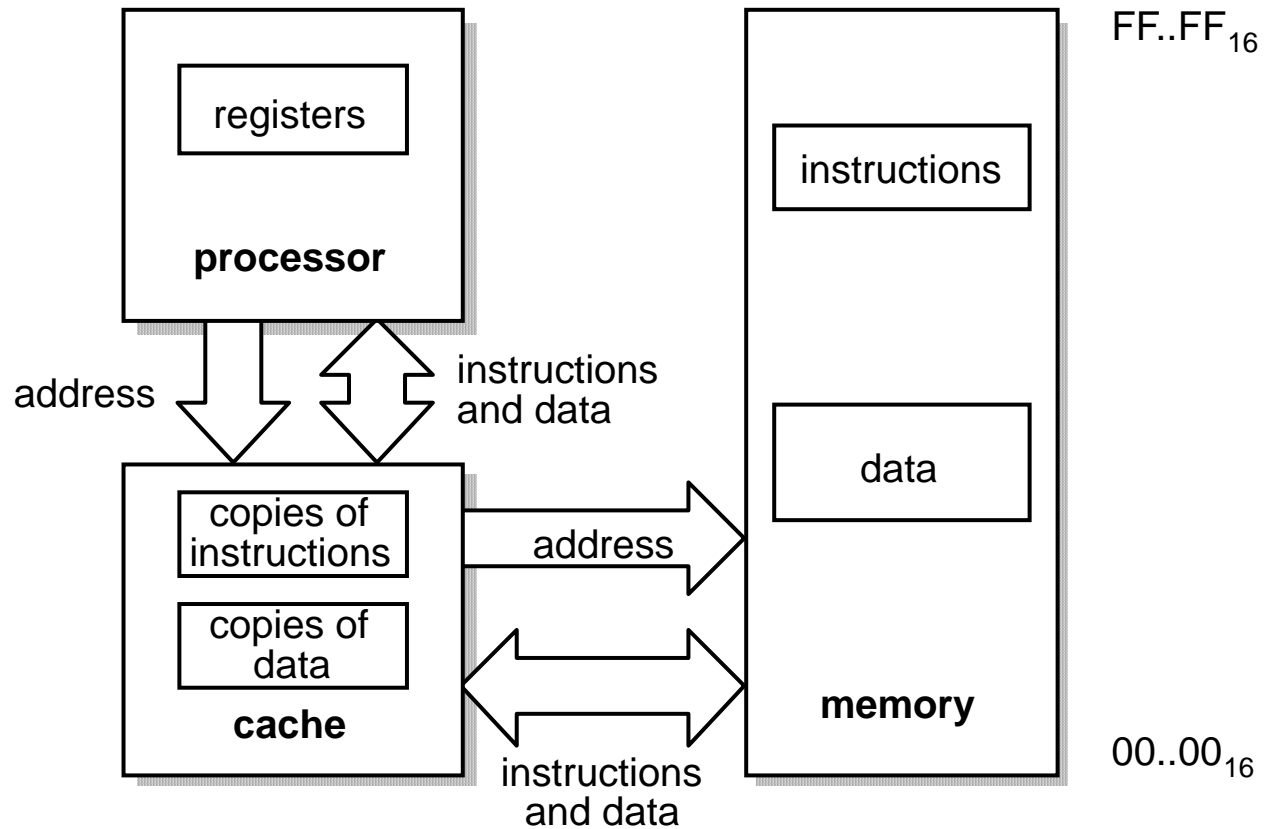 registers
processor
address
instructions
and data
copies of
instructions
copies of
data
cache
address
instructions
and data
FF..FF16
instructions
data
memory
00..0016